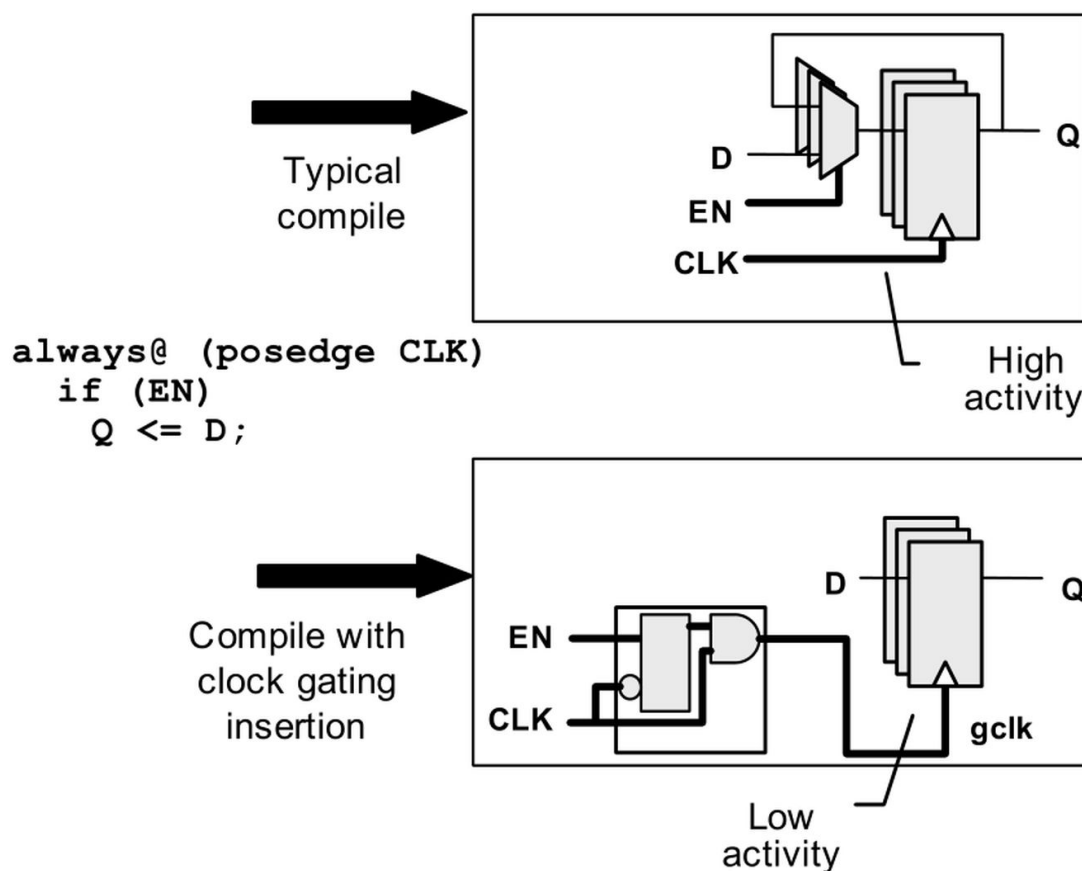 Typical
compile
D
EN
CLK
Q
High
activity
always@ (posedge CLK)
if (EN)
Q <= D;
Compile with
clock gating
insertion
EN
CLK
D
Q
gclk
Low
activity